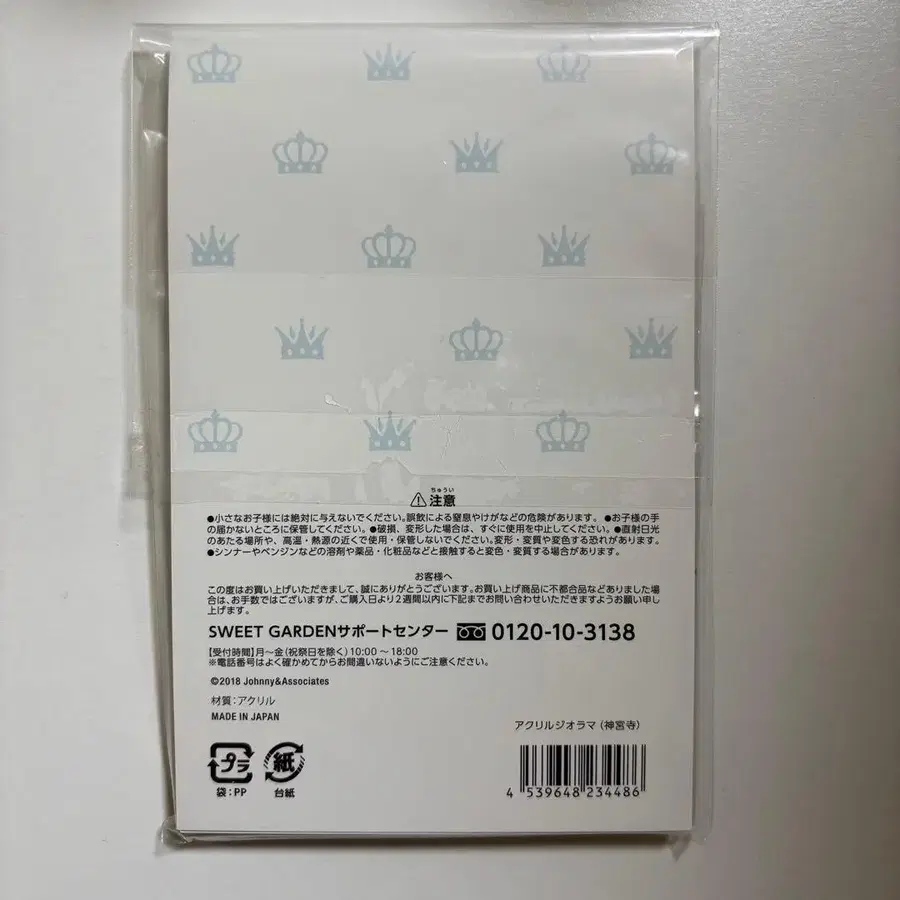 ちゅうい
⚠注意
●小さなお子様には絶対に与えないでください。誤飲による窒息やけがなどの危険があります。 ●お子様の手
の届かないところに保管してください。●破損、変形した場合は、すぐに使用を中止してください。●直射日光
のあたる場所や、高温・熱源の近くで使用・保管しないでください。変形・変質や変色する恐れがあります。
●シンナーやベンジンなどの溶剤や薬品・化粧品などと接触すると変色・変質する場合があります。
お客様へ
この度はお買い上げいただきまして、誠にありがとうございます。お買い上げ商品に不都合品などありました場合
は、お手数ではございますが、ご購入日より2週間以内に下記までお問い合わせいただきますようお願い申し
上げます。
SWEET GARDENサポートセンター 0120-10-3138
【受付時間】月~金(祝祭日を除く)10:00~18:00
※電話番号はよく確かめてからお間違いないようにご注意ください。
©2018 Johnny&Associates
材質:アクリル
MADE IN JAPAN
アクリルジオラマ(神宮寺)
プラ 紙
袋:PP 台紙
4 539648 234486